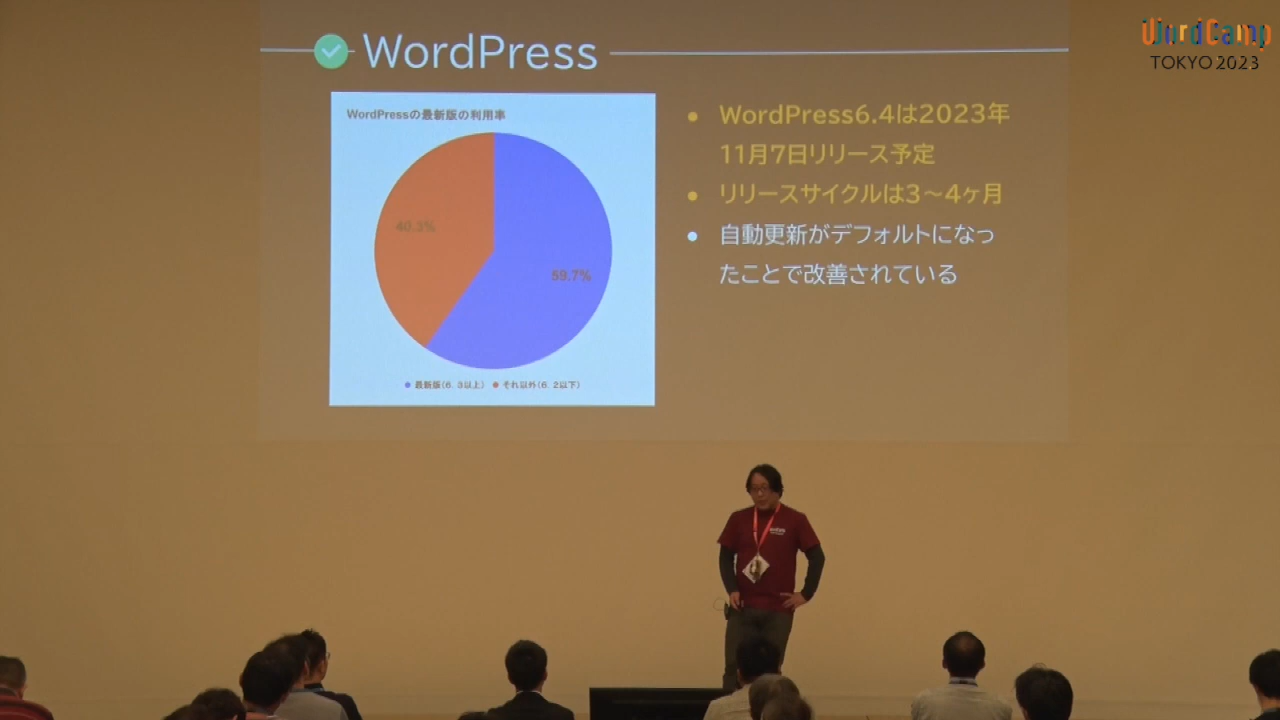 WordPress
WordCamp
TOKYO 2023
WordPressの最新版の利用率
40.3%
59.7%
最新版(6.3以上) それ以外(6.2以下)
WordPress6.4は2023年
11月7日リリース予定
リリースサイクルは3～4ヶ月
自動更新がデフォルトになっ
たことで改善されている